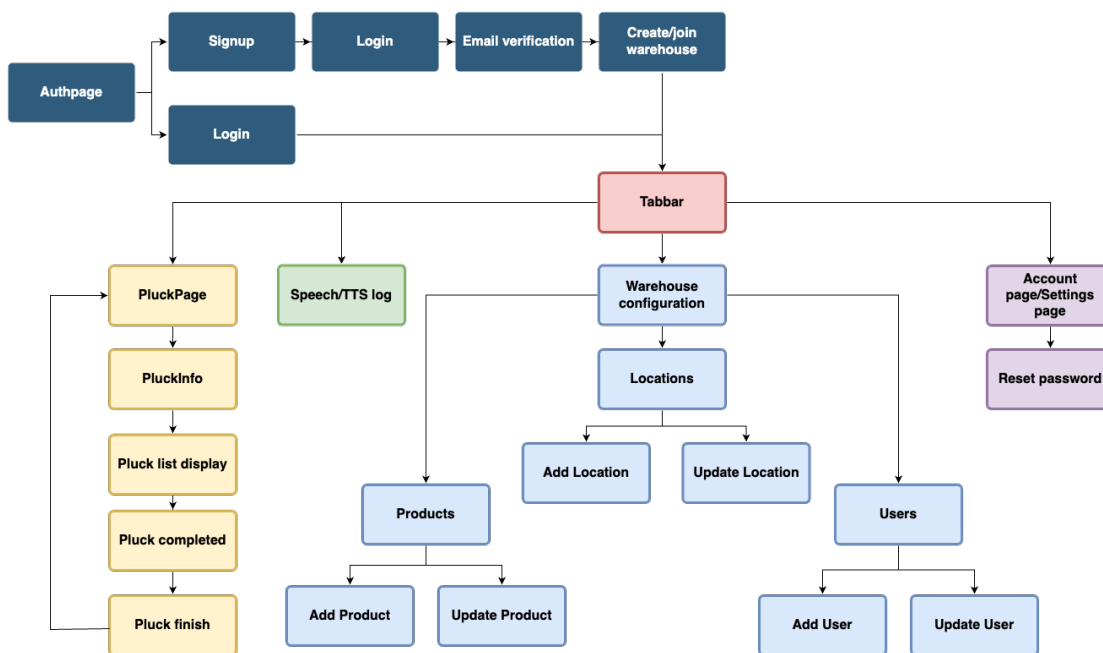 Signup
Login
Email verification
Create/join
warehouse
Authpage
Login
Tabbar
PluckPage
Speech/TTS log
Warehouse
configuration
Account
page/Settings
page
PluckInfo
Locations
Reset password
Pluck list display
Add Location
Update Location
Products
Users
Pluck completed
Add Product
Update Product
Pluck finish
Add User
Update User